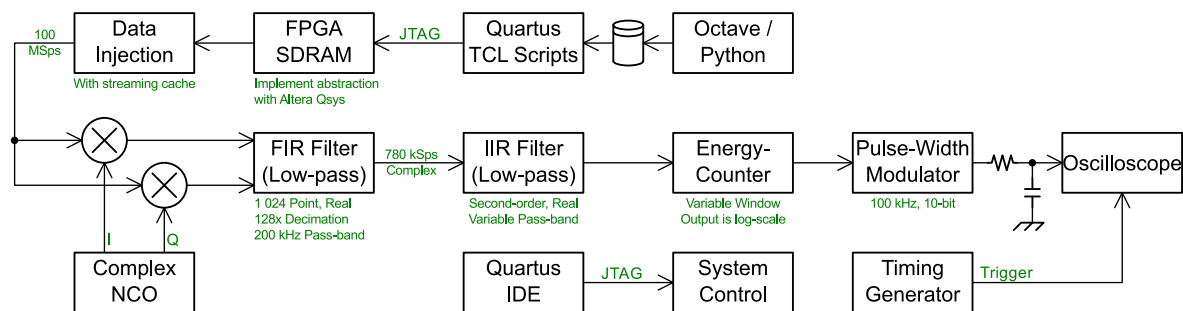 100
MSps
Data
Injection
With streaming cache
FPGA
SDRAM
Implement abstraction
with Altera Qsys
JTAG
Quartus
TCL Scripts
Octave /
Python
FIR Filter
(Low-pass)
1 024 Point, Real
128x Decimation
200 kHz Pass-band
780 kSps
Complex
IIR Filter
(Low-pass)
Second-order, Real
Variable Pass-band
Energy-
Counter
Variable Window
Output is log-scale
Pulse-Width
Modulator
100 kHz, 10-bit
Oscilloscope
I
Q
Complex
NCO
Quartus
IDE
JTAG
System
Control
Timing
Generator
Trigger